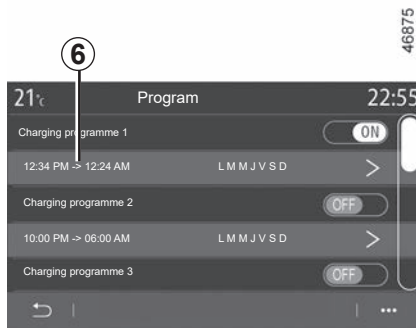 46875
6
21°c Program 22:55
Charging programme 1 ON
12:34 PM -> 12:24 AM L M M J V S D >
Charging programme 2 OFF
10:00 PM -> 06:00 AM L M M J V S D >
Charging programme 3 OFF